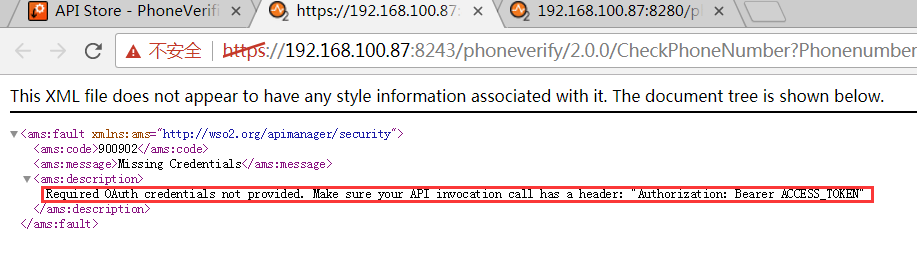 API Store - PhoneVerifi
https://192.168.100.87:
192.168.100.87:8280/pl
不安全 https://192.168.100.87:8243/phoneverify/2.0.0/CheckPhoneNumber?Phonenumber
This XML file does not appear to have any style information associated with it. The document tree is shown below.
<ams:fault xmlns:ams="http://wso2.org/apimanager/security">
<ams:code>900902</ams:code>
<ams:message>Missing Credentials</ams:message>
<ams:description>
Required OAuth credentials not provided. Make sure your API invocation call has a header: "Authorization: Bearer ACCESS_TOKEN"
</ams:description>
</ams:fault>